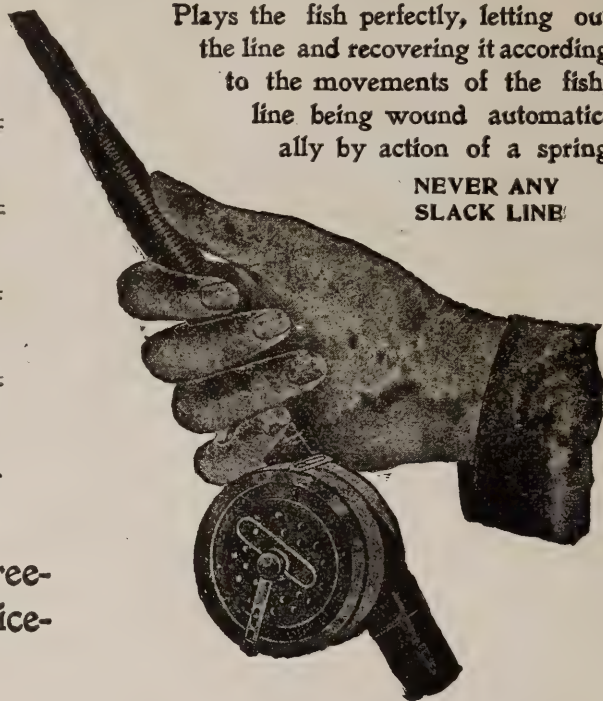 Plays the fish perfectly, letting ou
the line and recovering it according
to the movements of the fish
line being wound automatic
ally by action of a spring
NEVER ANY
SLACK LINE
ree-
ice-